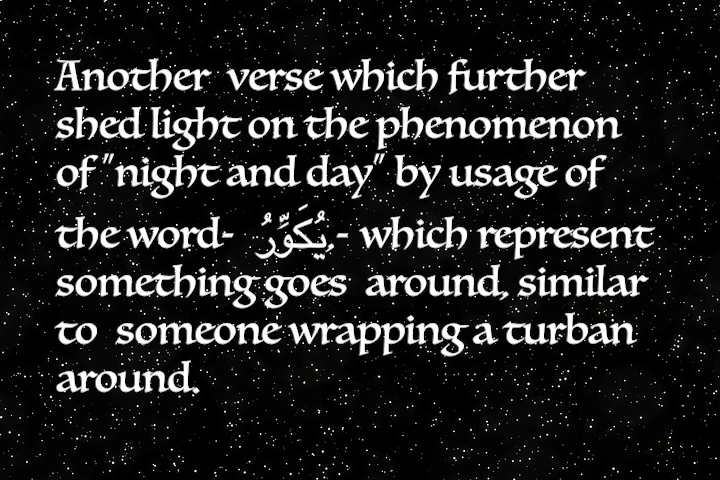 Another verse which further
shed light on the phenomenon
of "night and day" by usage of
the word- يُكَوِّرُ,- which represent
something goes around, similar
to someone wrapping a turban
around.